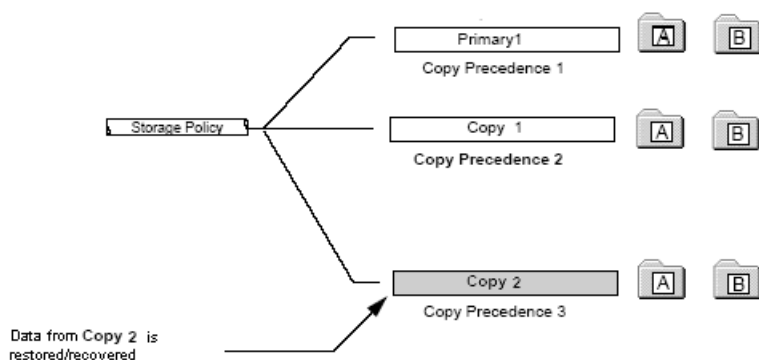 Primary1
A
B
Copy Precedence 1
Storage Policy
Copy 1
A
B
Copy Precedence 2
Copy 2
A
B
Copy Precedence 3
Data from Copy 2 is
restored/recovered